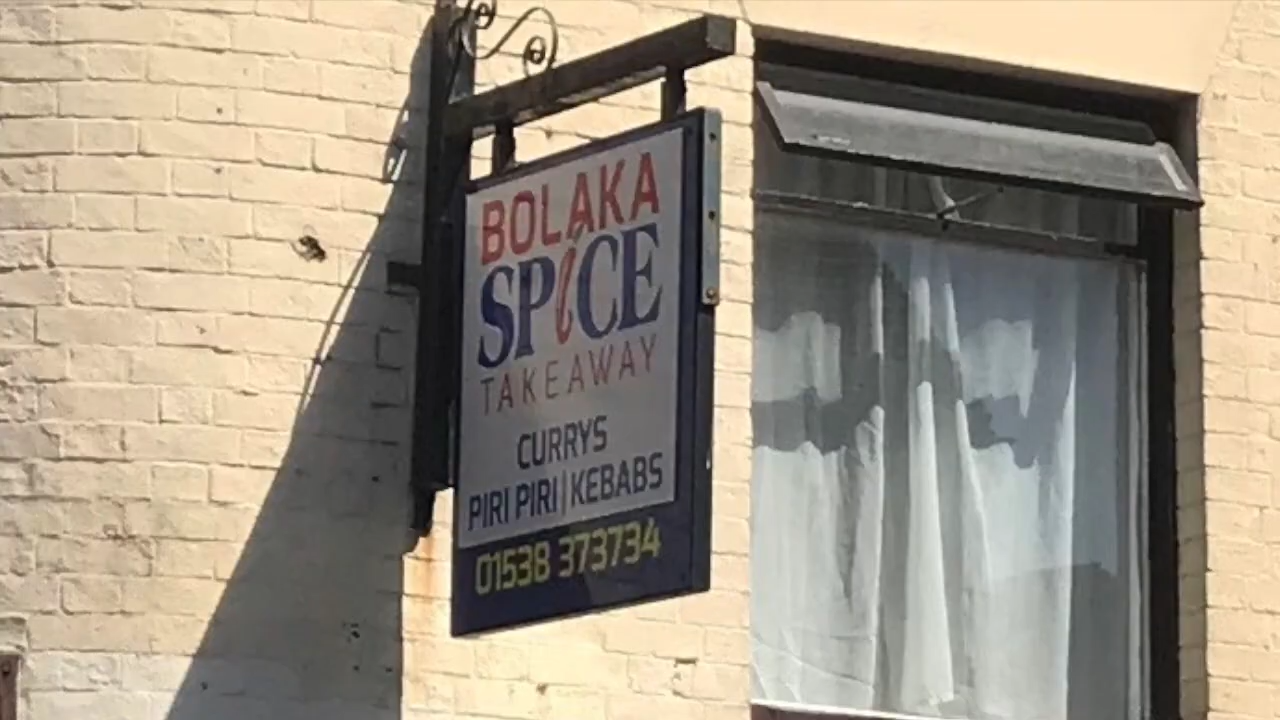 BOLAKA
SPiCE
TAKEAWAY
CURRYS
PIRI PIRI|KEBABS
01538 373734